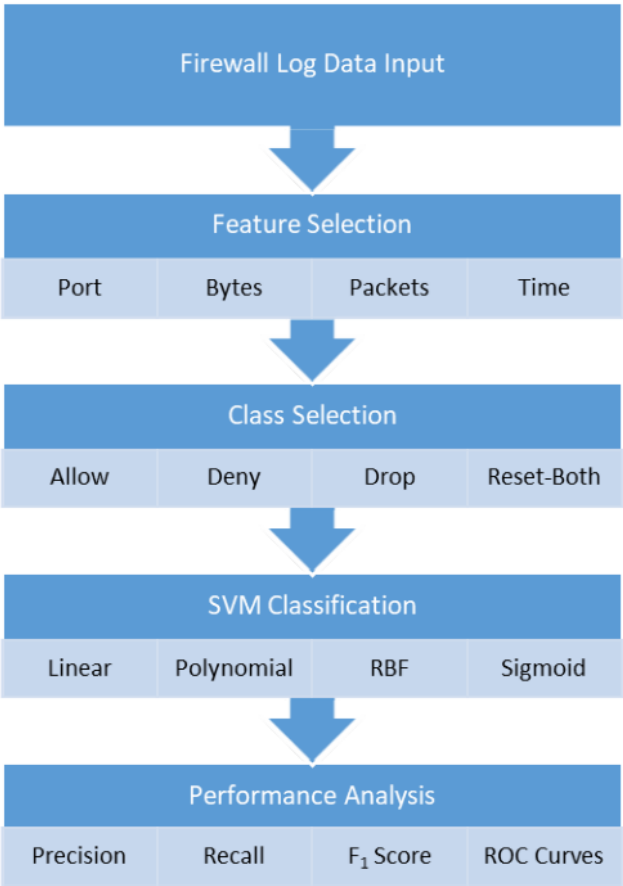 Firewall Log Data Input
Feature Selection
Port Bytes Packets Time
Class Selection
Allow Deny Drop Reset-Both
SVM Classification
Linear Polynomial RBF Sigmoid
Performance Analysis
Precision Recall F₁ Score ROC Curves